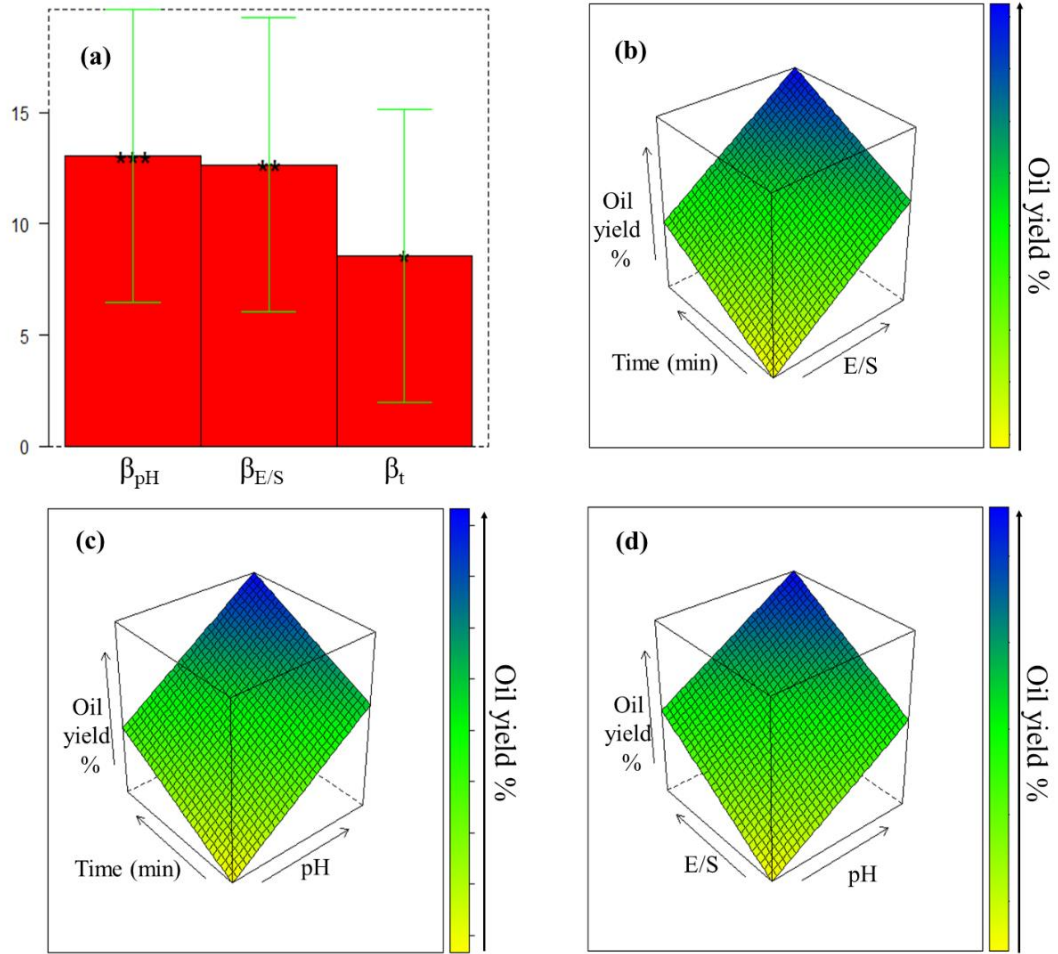 (a)
15
10
5
0
***
**
*
βpH
βE/S
βt
(b)
Oil
yield
%
Time (min)
E/S
Oil yield %
(c)
Oil
yield
%
Time (min)
pH
Oil yield %
(d)
Oil
yield
%
E/S
pH
Oil yield %